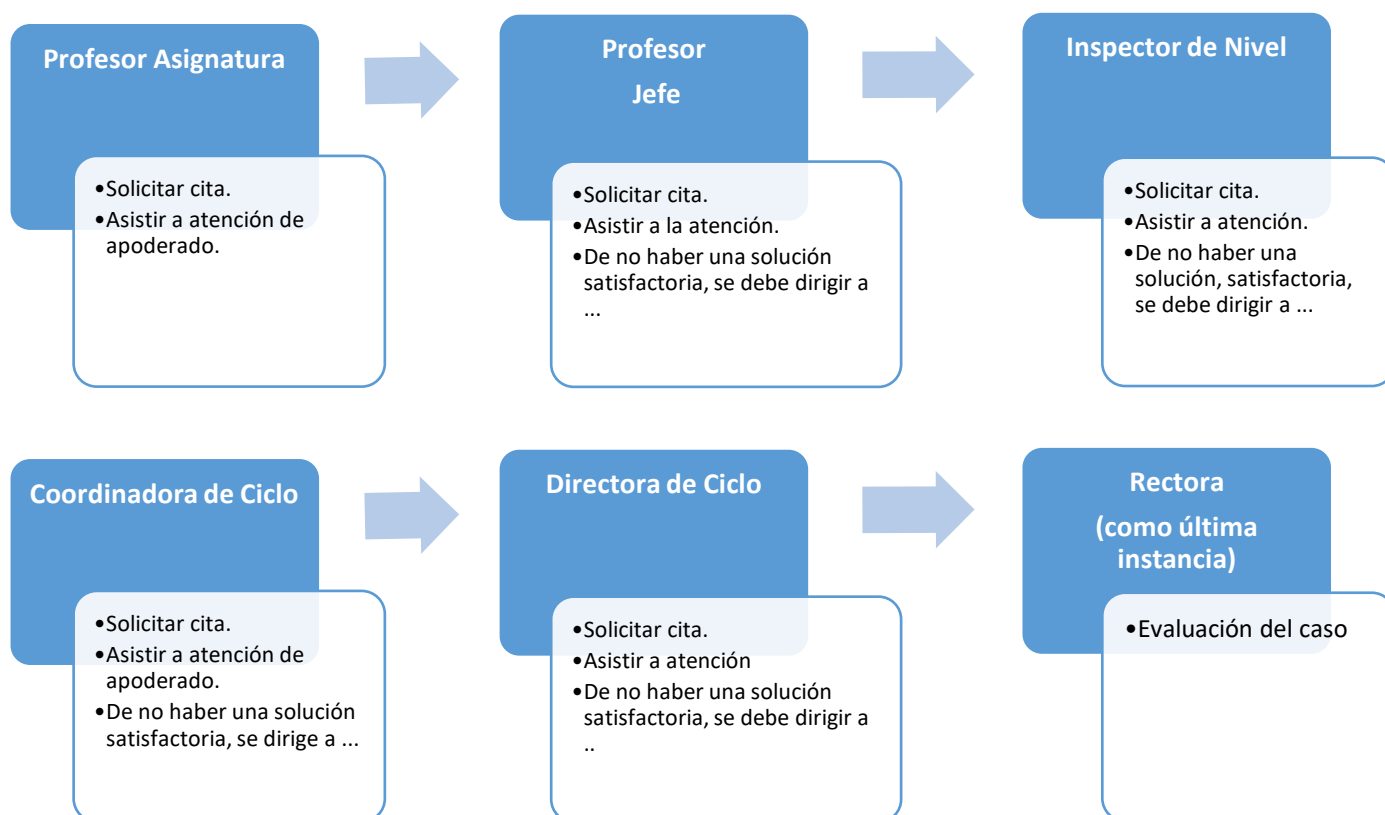 Profesor Asignatura
•Solicitar cita.
•Asistir a atención de
apoderado.
Profesor
Jefe
•Solicitar cita.
•Asistir a la atención.
•De no haber una solución
satisfactoria, se debe dirigir a
...
Inspector de Nivel
•Solicitar cita.
•Asistir a atención.
•De no haber una
solución, satisfactoria,
se debe dirigir a ...
Coordinadora de Ciclo
•Solicitar cita.
•Asistir a atención de
apoderado.
•De no haber una solución
satisfactoria, se dirige a ...
Directora de Ciclo
•Solicitar cita.
•Asistir a atención
•De no haber una solución
satisfactoria, se debe dirigir a
..
Rectora
(como última
instancia)
•Evaluación del caso